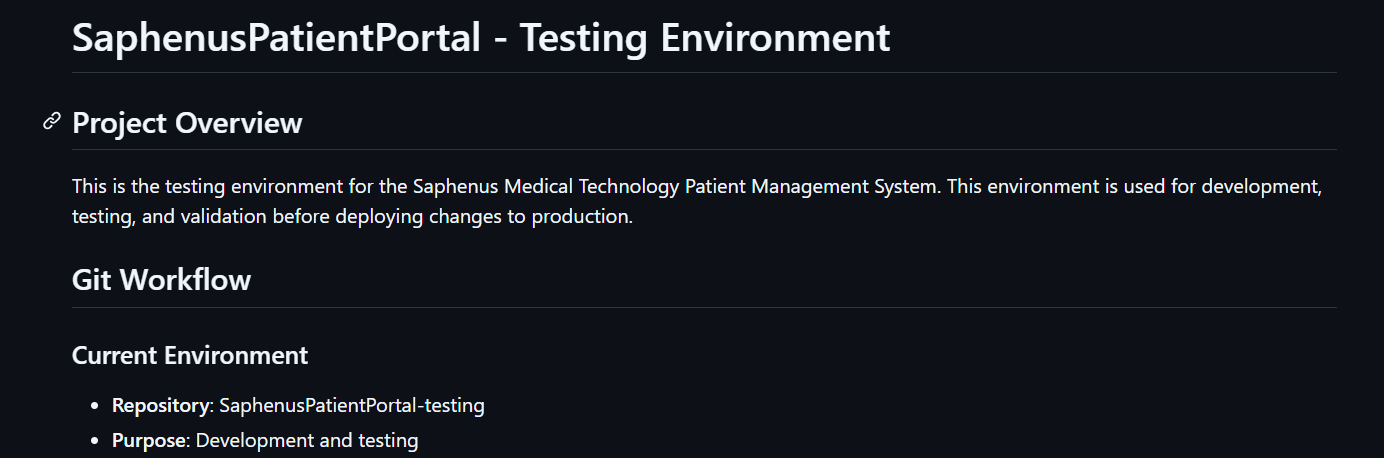 SaphenusPatientPortal - Testing Environment
Project Overview
This is the testing environment for the Saphenus Medical Technology Patient Management System. This environment is used for development,
testing, and validation before deploying changes to production.
Git Workflow
Current Environment
• Repository: SaphenusPatientPortal-testing
• Purpose: Development and testing